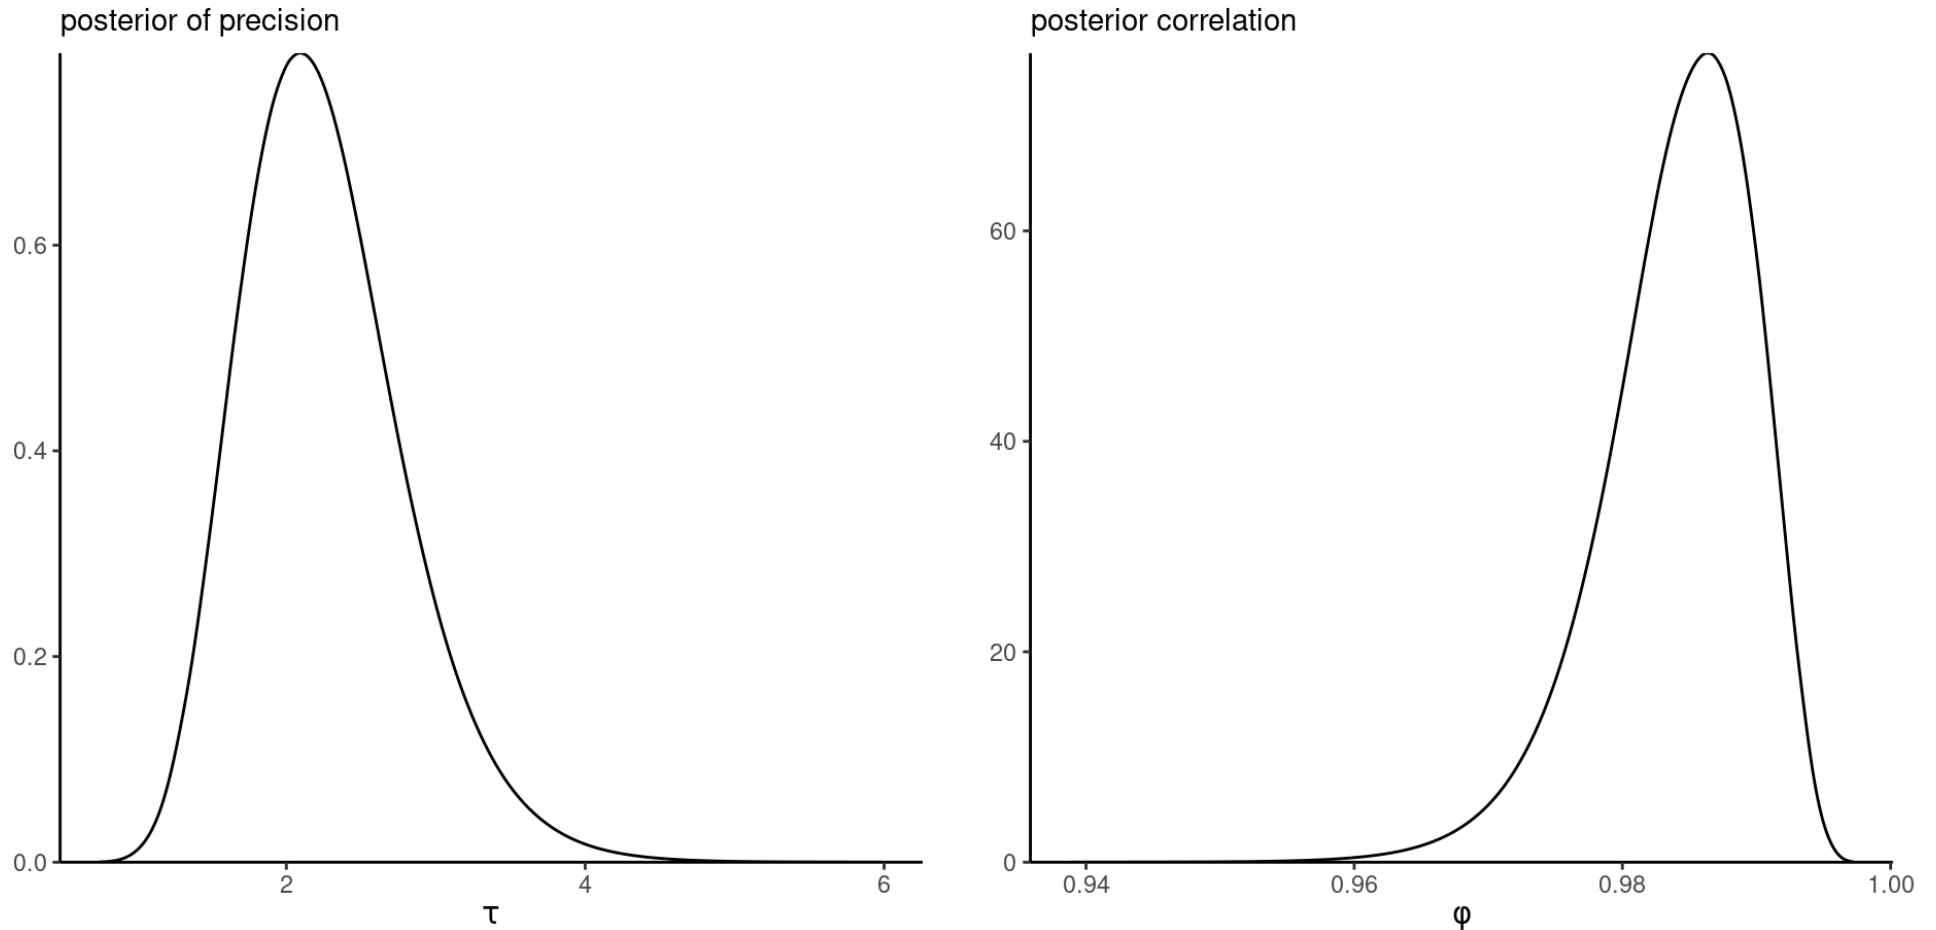 posterior of precision
0.6
0.4
0.2
0.0
2 4 6
τ
posterior correlation
60
40
20
0
0.94 0.96 0.98 1.00
φ